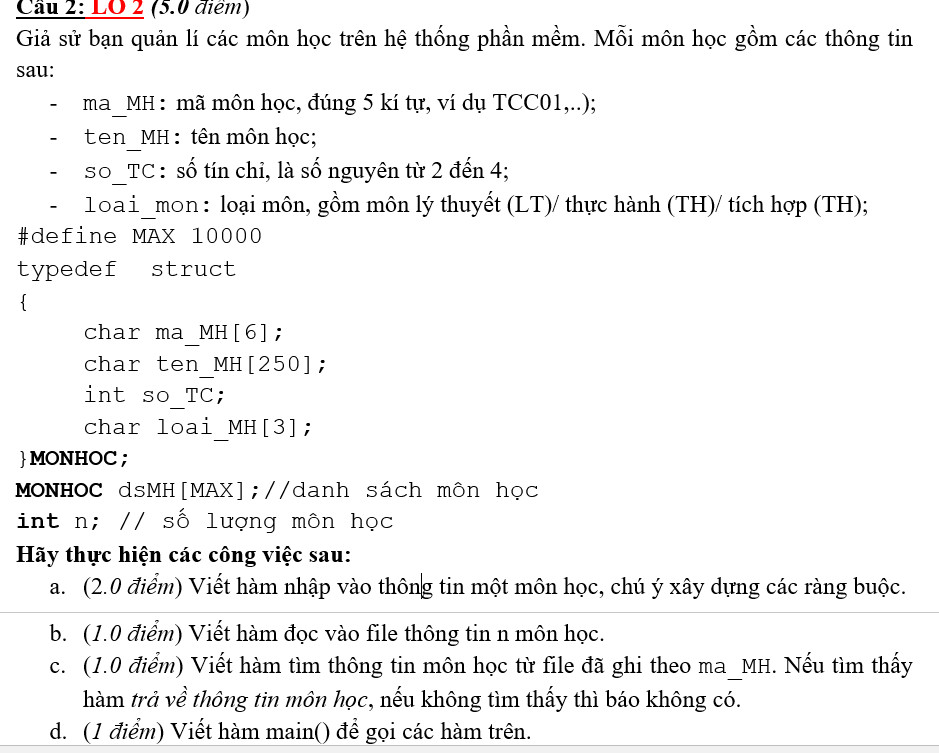 Câu 2: LO 2 (5.0 điểm)
Giả sử bạn quản lí các môn học trên hệ thống phần mềm. Mỗi môn học gồm các thông tin
sau:
- ma_MH: mã môn học, đúng 5 kí tự, ví dụ TCC01,..);
- ten_MH: tên môn học;
- so_TC: số tín chỉ, là số nguyên từ 2 đến 4;
- loai_mon: loại môn, gồm môn lý thuyết (LT)/ thực hành (TH)/ tích hợp (TH);
#define MAX 10000
typedef struct
{
char ma_MH[6];
char ten_MH[250];
int so_TC;
char loai_MH[3];
}MONHOC;
MONHOC dsMH[MAX];//danh sách môn học
int n; // số lượng môn học
Hãy thực hiện các công việc sau:
a. (2.0 điểm) Viết hàm nhập vào thông tin một môn học, chú ý xây dựng các ràng buộc.
b. (1.0 điểm) Viết hàm đọc vào file thông tin n môn học.
c. (1.0 điểm) Viết hàm tìm thông tin môn học từ file đã ghi theo ma_MH. Nếu tìm thấy
hàm trả về thông tin môn học, nếu không tìm thấy thì báo không có.
d. (1 điểm) Viết hàm main() để gọi các hàm trên.